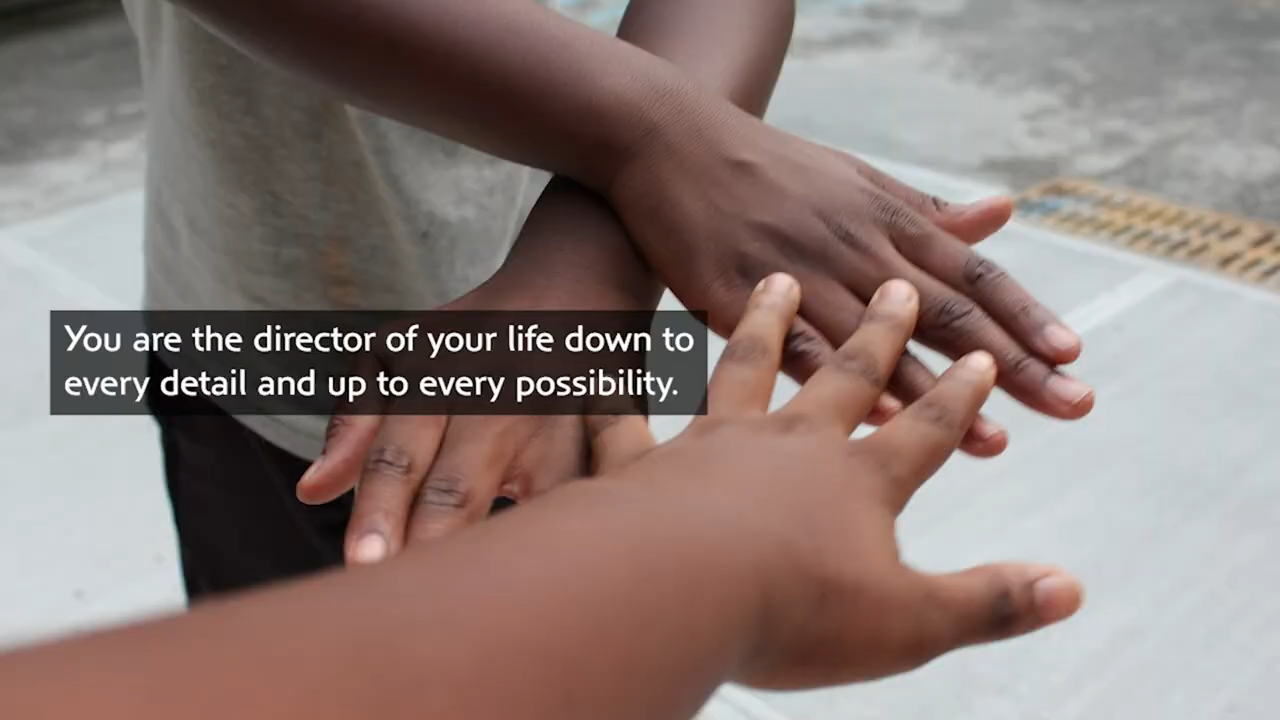 You are the director of your life down to
every detail and up to every possibility.